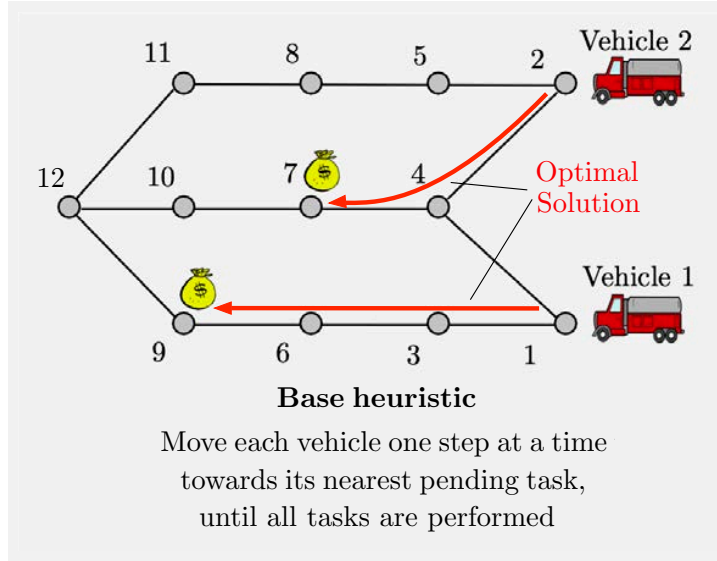 Vehicle 2
11
8
5
2
12
10
7
$
4
Optimal
Solution
$
Vehicle 1
9
6
3
1
Base heuristic
Move each vehicle one step at a time
towards its nearest pending task,
until all tasks are performed